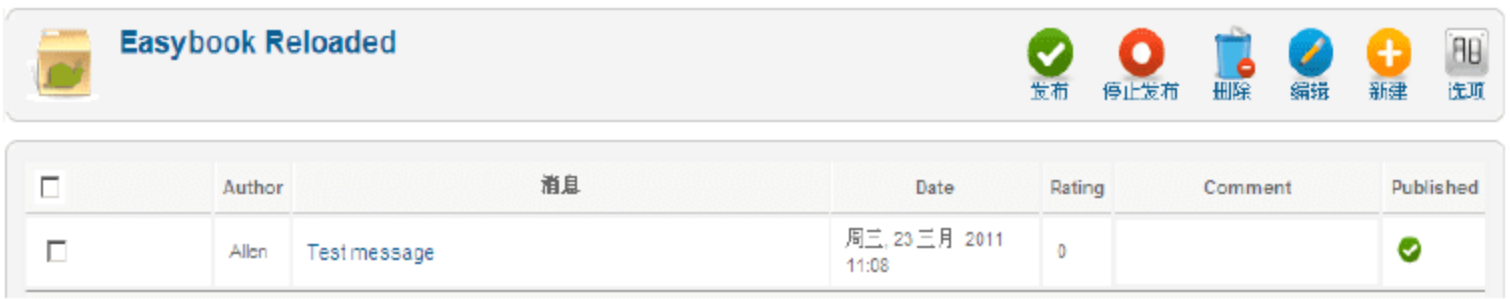 Easybook Reloaded
发布 停止发布 删除 编辑 新建 选项
Author 消息 Date Rating Comment Published
Allen Test message 周三, 23 三月 2011 0
11:08